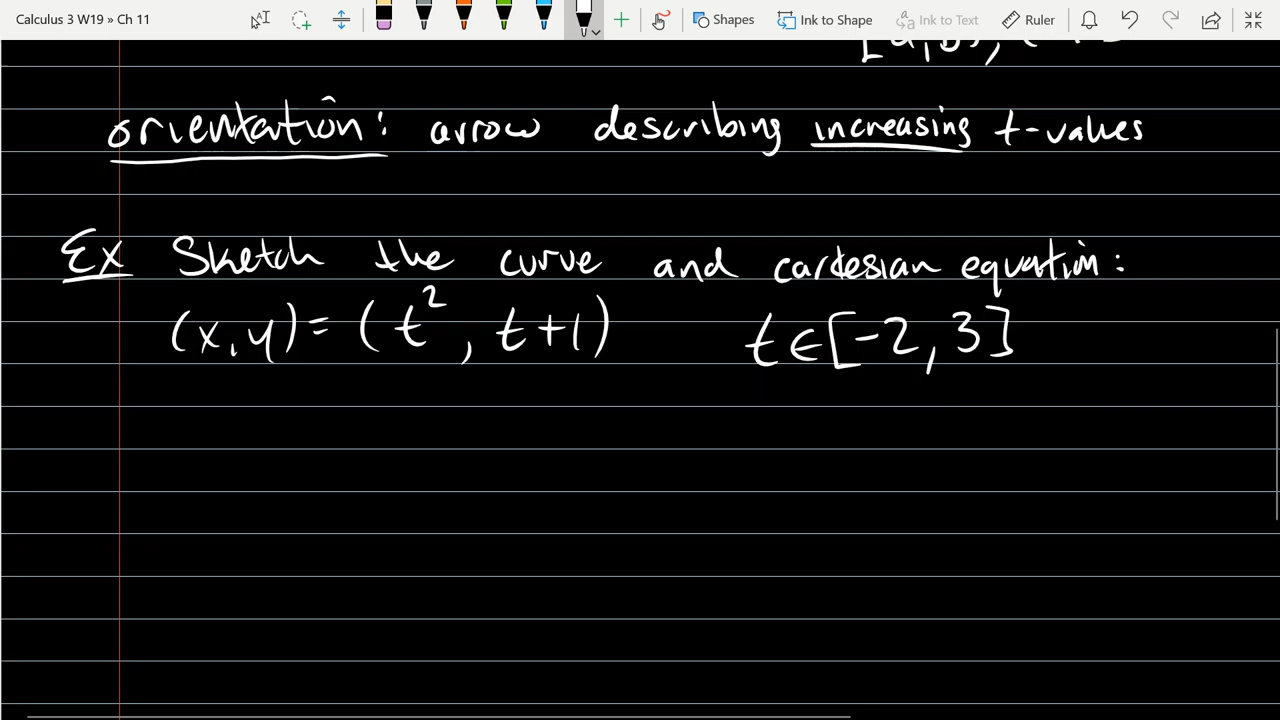 Calculus 3 W19 » Ch 11
Shapes
Ink to Shape
Ink to Text
Ruler
orientation: arrow describing increasing t-values
Ex Sketch the curve and cartesian equation:
(x,y) = (t², t+1) t∈[-2,3]